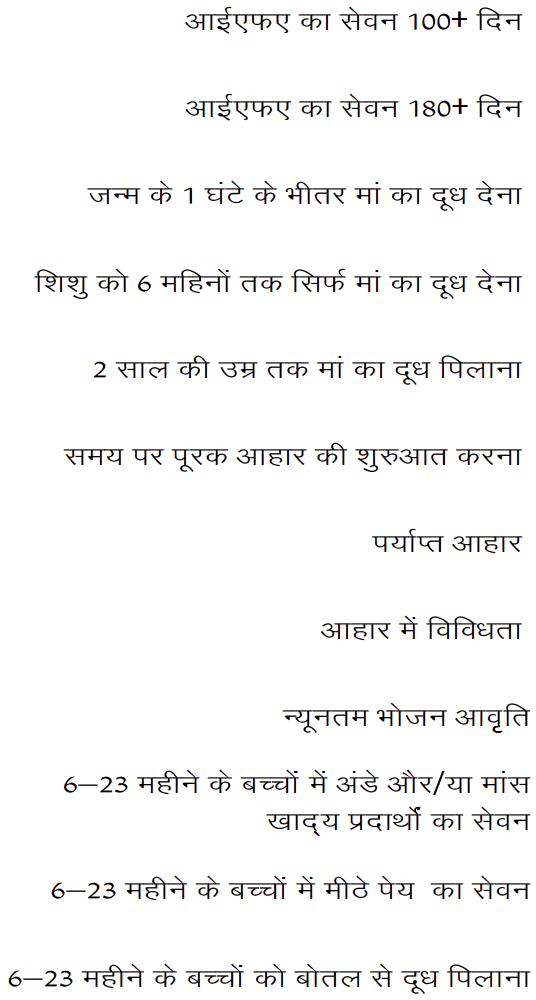 आईएफए का सेवन 100+ दिन
आईएफए का सेवन 180+ दिन
जन्म के 1 घंटे के भीतर मां का दूध देना
शिशु को 6 महिनों तक सिर्फ मां का दूध देना
2 साल की उम्र तक मां का दूध पिलाना
समय पर पूरक आहार की शुरुआत करना
पर्याप्त आहार
आहार में विविधता
न्यूनतम भोजन आवृति
6–23 महीने के बच्चों में अंडे और/या मांस
खाद्य प्रदार्थों का सेवन
6–23 महीने के बच्चों में मीठे पेय का सेवन
6–23 महीने के बच्चों को बोतल से दूध पिलाना